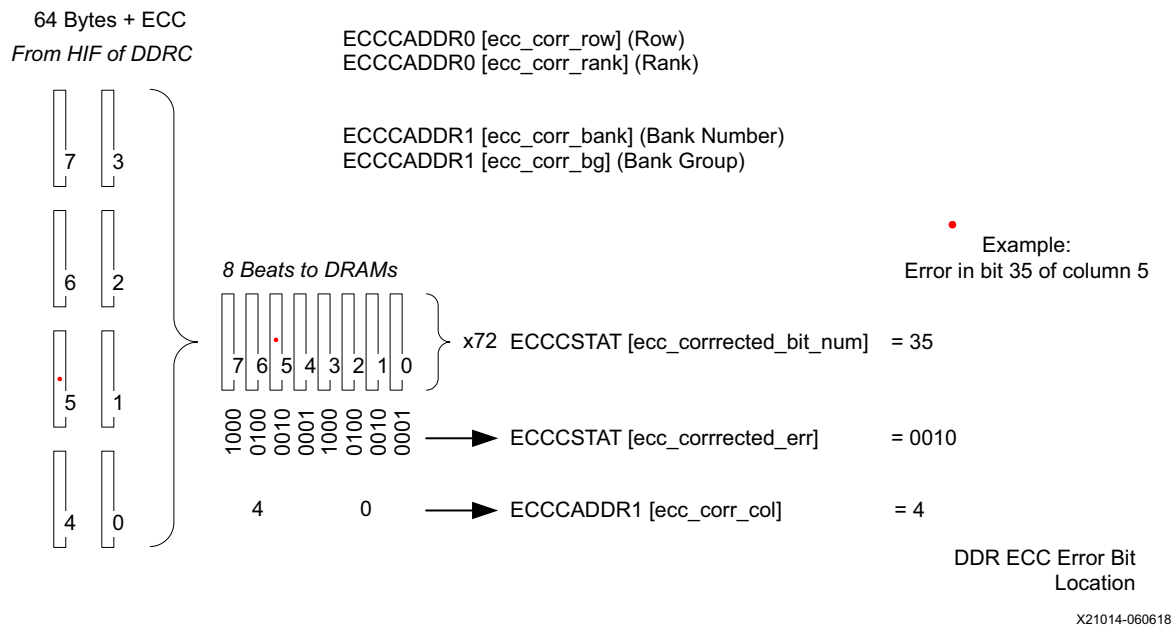 64 Bytes + ECC
From HIF of DDRC
ECCCADDR0 [ecc_corr_row] (Row)
ECCCADDR0 [ecc_corr_rank] (Rank)
ECCCADDR1 [ecc_corr_bank] (Bank Number)
ECCCADDR1 [ecc_corr_bg] (Bank Group)
7 3
6 2
5 1
4 0
Example:
Error in bit 35 of column 5
8 Beats to DRAMs
7 6 5 4 3 2 1 0
x72 ECCCSTAT [ecc_corrrected_bit_num] = 35
1000 0100 0010 0001 1000 0100 0010 0001
ECCCSTAT [ecc_corrrected_err] = 0010
4 0 ECCCADDR1 [ecc_corr_col] = 4
DDR ECC Error Bit
Location
X21014-060618